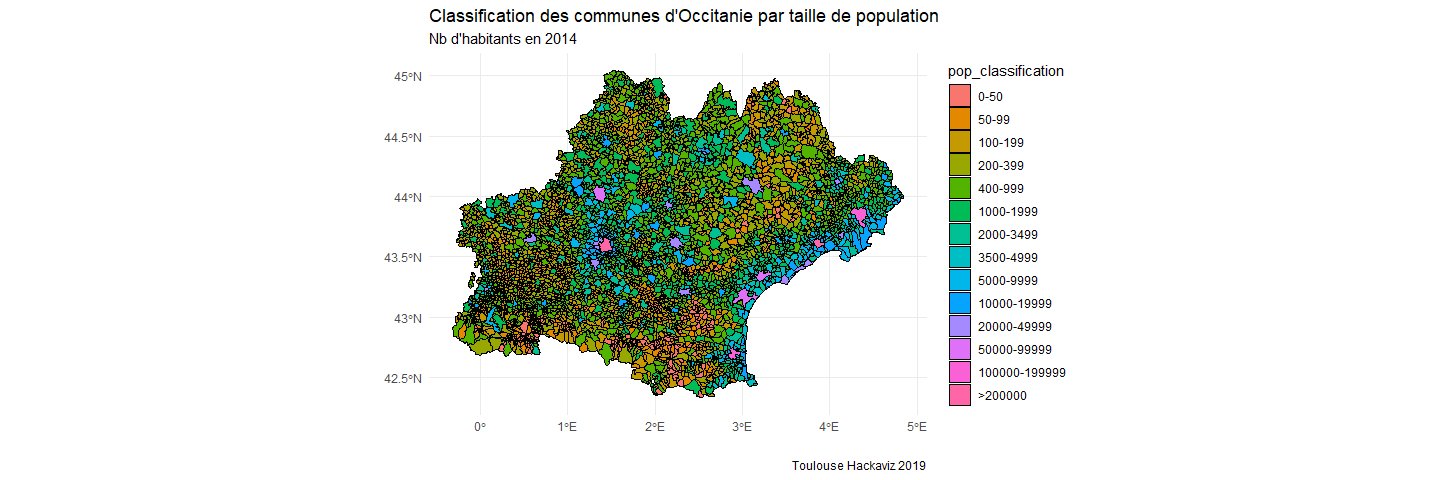 Classification des communes d'Occitanie par taille de population
Nb d'habitants en 2014
45°N
44.5°N
44°N
43.5°N
43°N
42.5°N
0°
1°E
2°E
3°E
4°E
5°E
pop_classification
0-50
50-99
100-199
200-399
400-999
1000-1999
2000-3499
3500-4999
5000-9999
10000-19999
20000-49999
50000-99999
100000-199999
>200000
Toulouse Hackaviz 2019